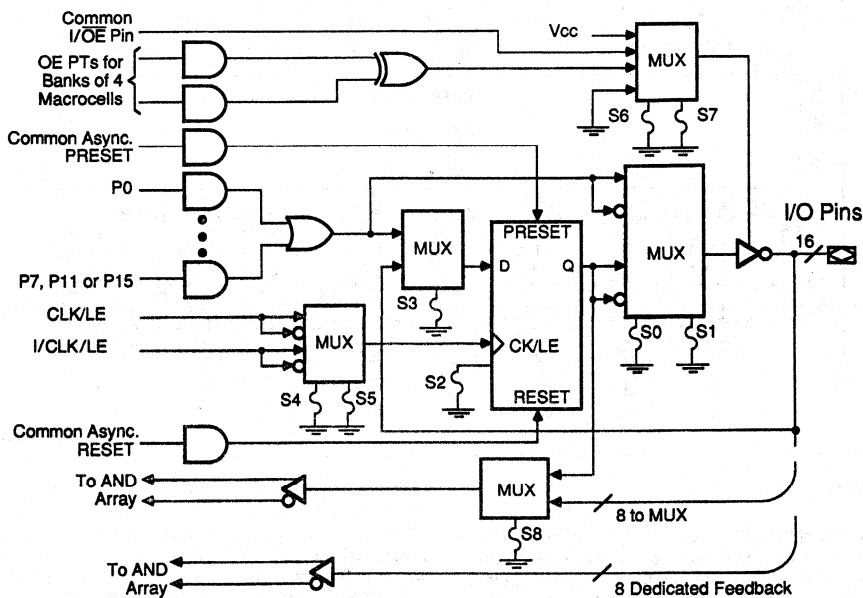 Common
I/OE Pin
OE PTs for
Banks of 4
Macrocells
Vcc
MUX
S6
S7
Common Async.
PRESET
P0
P7, P11 or P15
MUX
S3
PRESET
D
Q
CK/LE
RESET
S2
MUX
S0
S1
I/O Pins
16
CLK/LE
I/CLK/LE
MUX
S4
S5
Common Async.
RESET
To AND
Array
MUX
S8
8 to MUX
To AND
Array
8 Dedicated Feedback